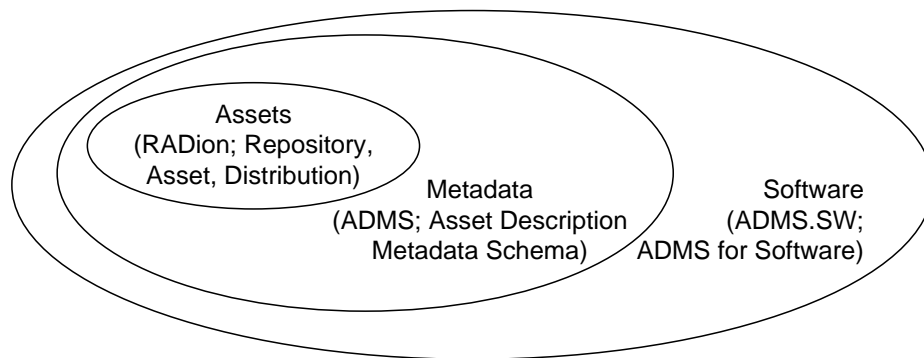 Assets
(RADion; Repository,
Asset, Distribution)
Metadata
(ADMS; Asset Description
Metadata Schema)
Software
(ADMS.SW;
ADMS for Software)